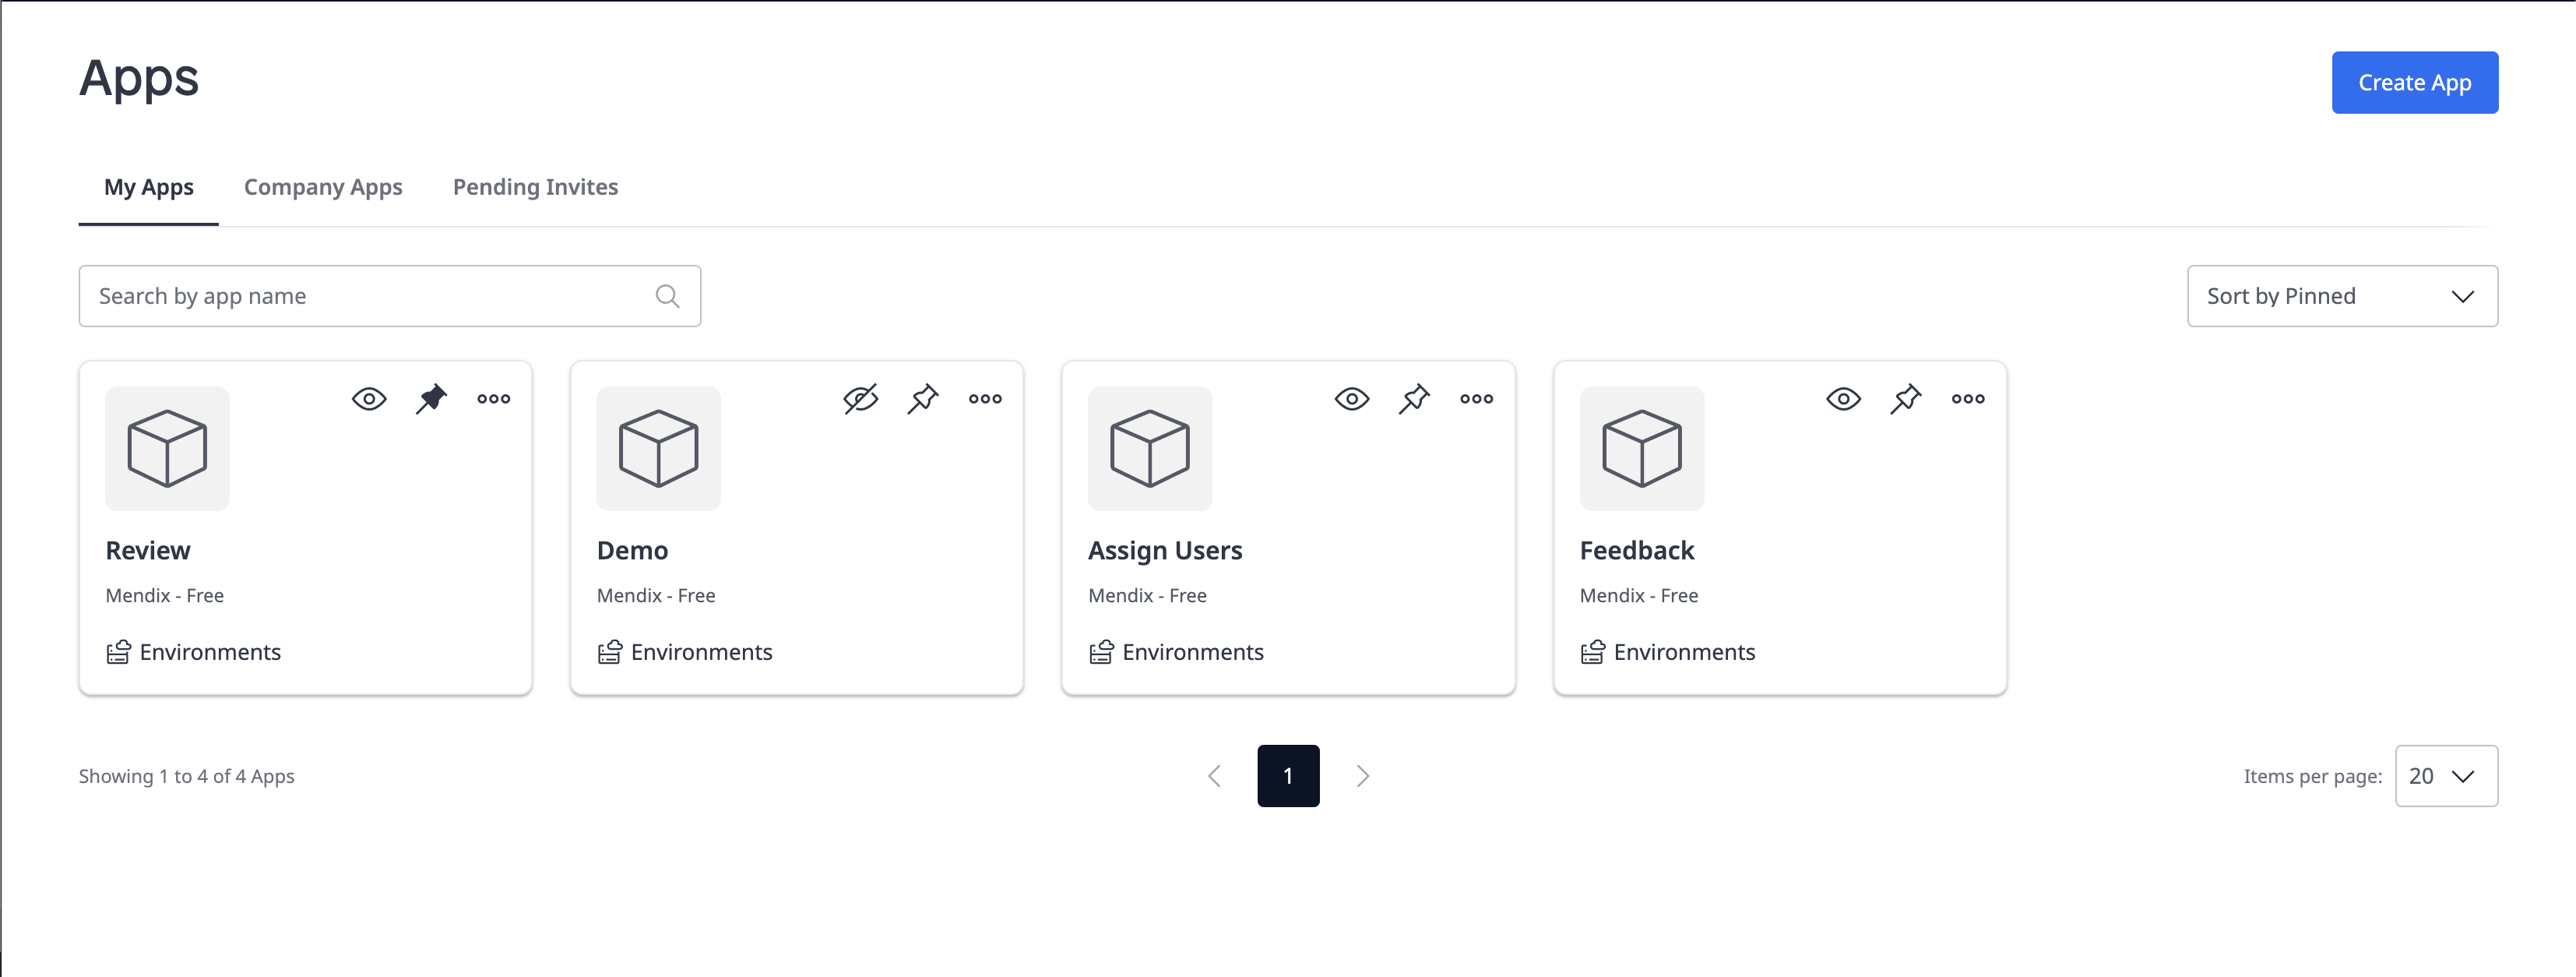 Apps
Create App
My Apps
Company Apps
Pending Invites
Search by app name
Sort by Pinned
Review
Mendix - Free
Environments
Demo
Mendix - Free
Environments
Assign Users
Mendix - Free
Environments
Feedback
Mendix - Free
Environments
Showing 1 to 4 of 4 Apps
1
Items per page:
20